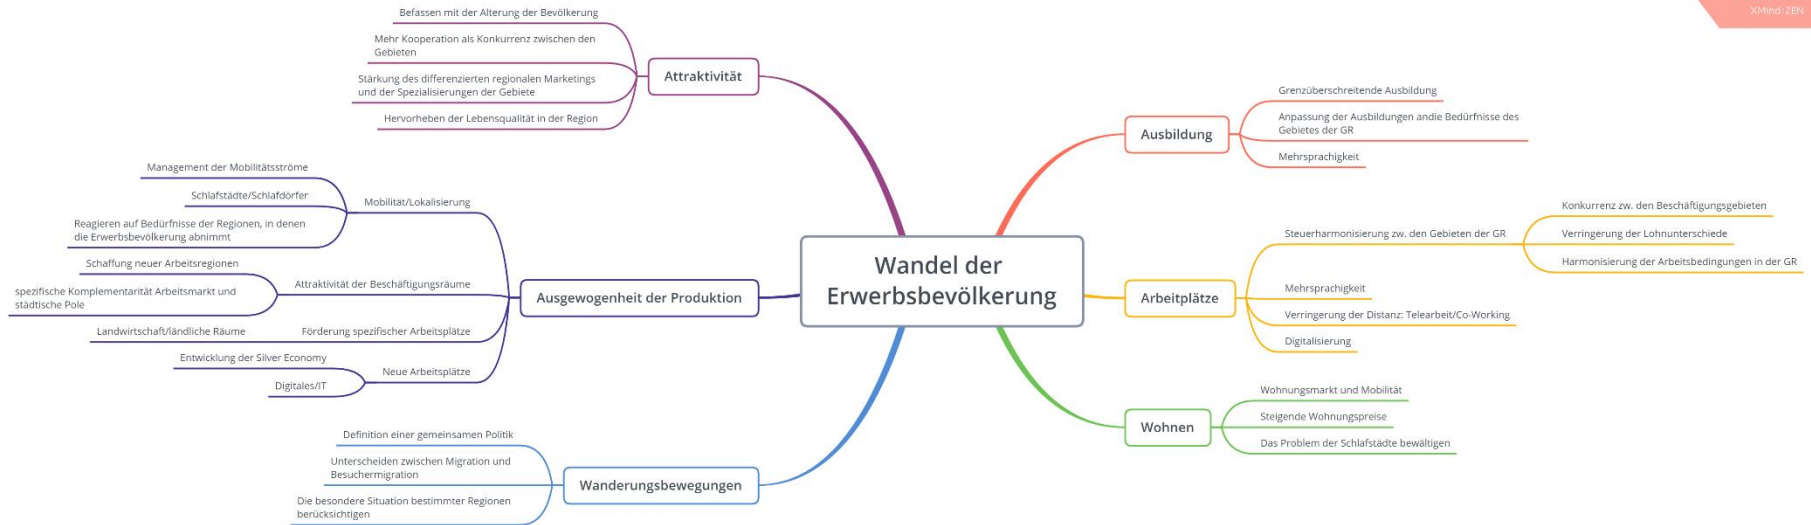 XMind:ZEN
Wandel der
Erwerbsbevölkerung
Ausbildung
Grenzüberschreitende Ausbildung
Anpassung der Ausbildungen andie Bedürfnisse des
Gebietes der GR
Mehrsprachigkeit
Arbeitplätze
Steuerharmonisierung zw. den Gebieten der GR
Konkurrenz zw. den Beschäftigungsgebieten
Verringerung der Lohnunterschiede
Harmonisierung der Arbeitsbedingungen in der GR
Mehrsprachigkeit
Verringerung der Distanz: Telearbeit/Co-Working
Digitalisierung
Wohnen
Wohnungsmarkt und Mobilität
Steigende Wohnungspreise
Das Problem der Schlafstädte bewältigen
Attraktivität
Befassen mit der Alterung der Bevölkerung
Mehr Kooperation als Konkurrenz zwischen den
Gebieten
Stärkung des differenzierten regionalen Marketings
und der Spezialisierungen der Gebiete
Hervorheben der Lebensqualität in der Region
Ausgewogenheit der Produktion
Mobilität/Lokalisierung
Management der Mobilitätsströme
Schlafstädte/Schlafdörfer
Reagieren auf Bedürfnisse der Regionen, in denen
die Erwerbsbevölkerung abnimmt
Attraktivität der Beschäftigungsräume
Schaffung neuer Arbeitsregionen
spezifische Komplementarität Arbeitsmarkt und
städtische Pole
Förderung spezifischer Arbeitsplätze
Landwirtschaft/ländliche Räume
Neue Arbeitsplätze
Entwicklung der Silver Economy
Digitales/IT
Wanderungsbewegungen
Definition einer gemeinsamen Politik
Unterscheiden zwischen Migration und
Besuchermigration
Die besondere Situation bestimmter Regionen
berücksichtigen